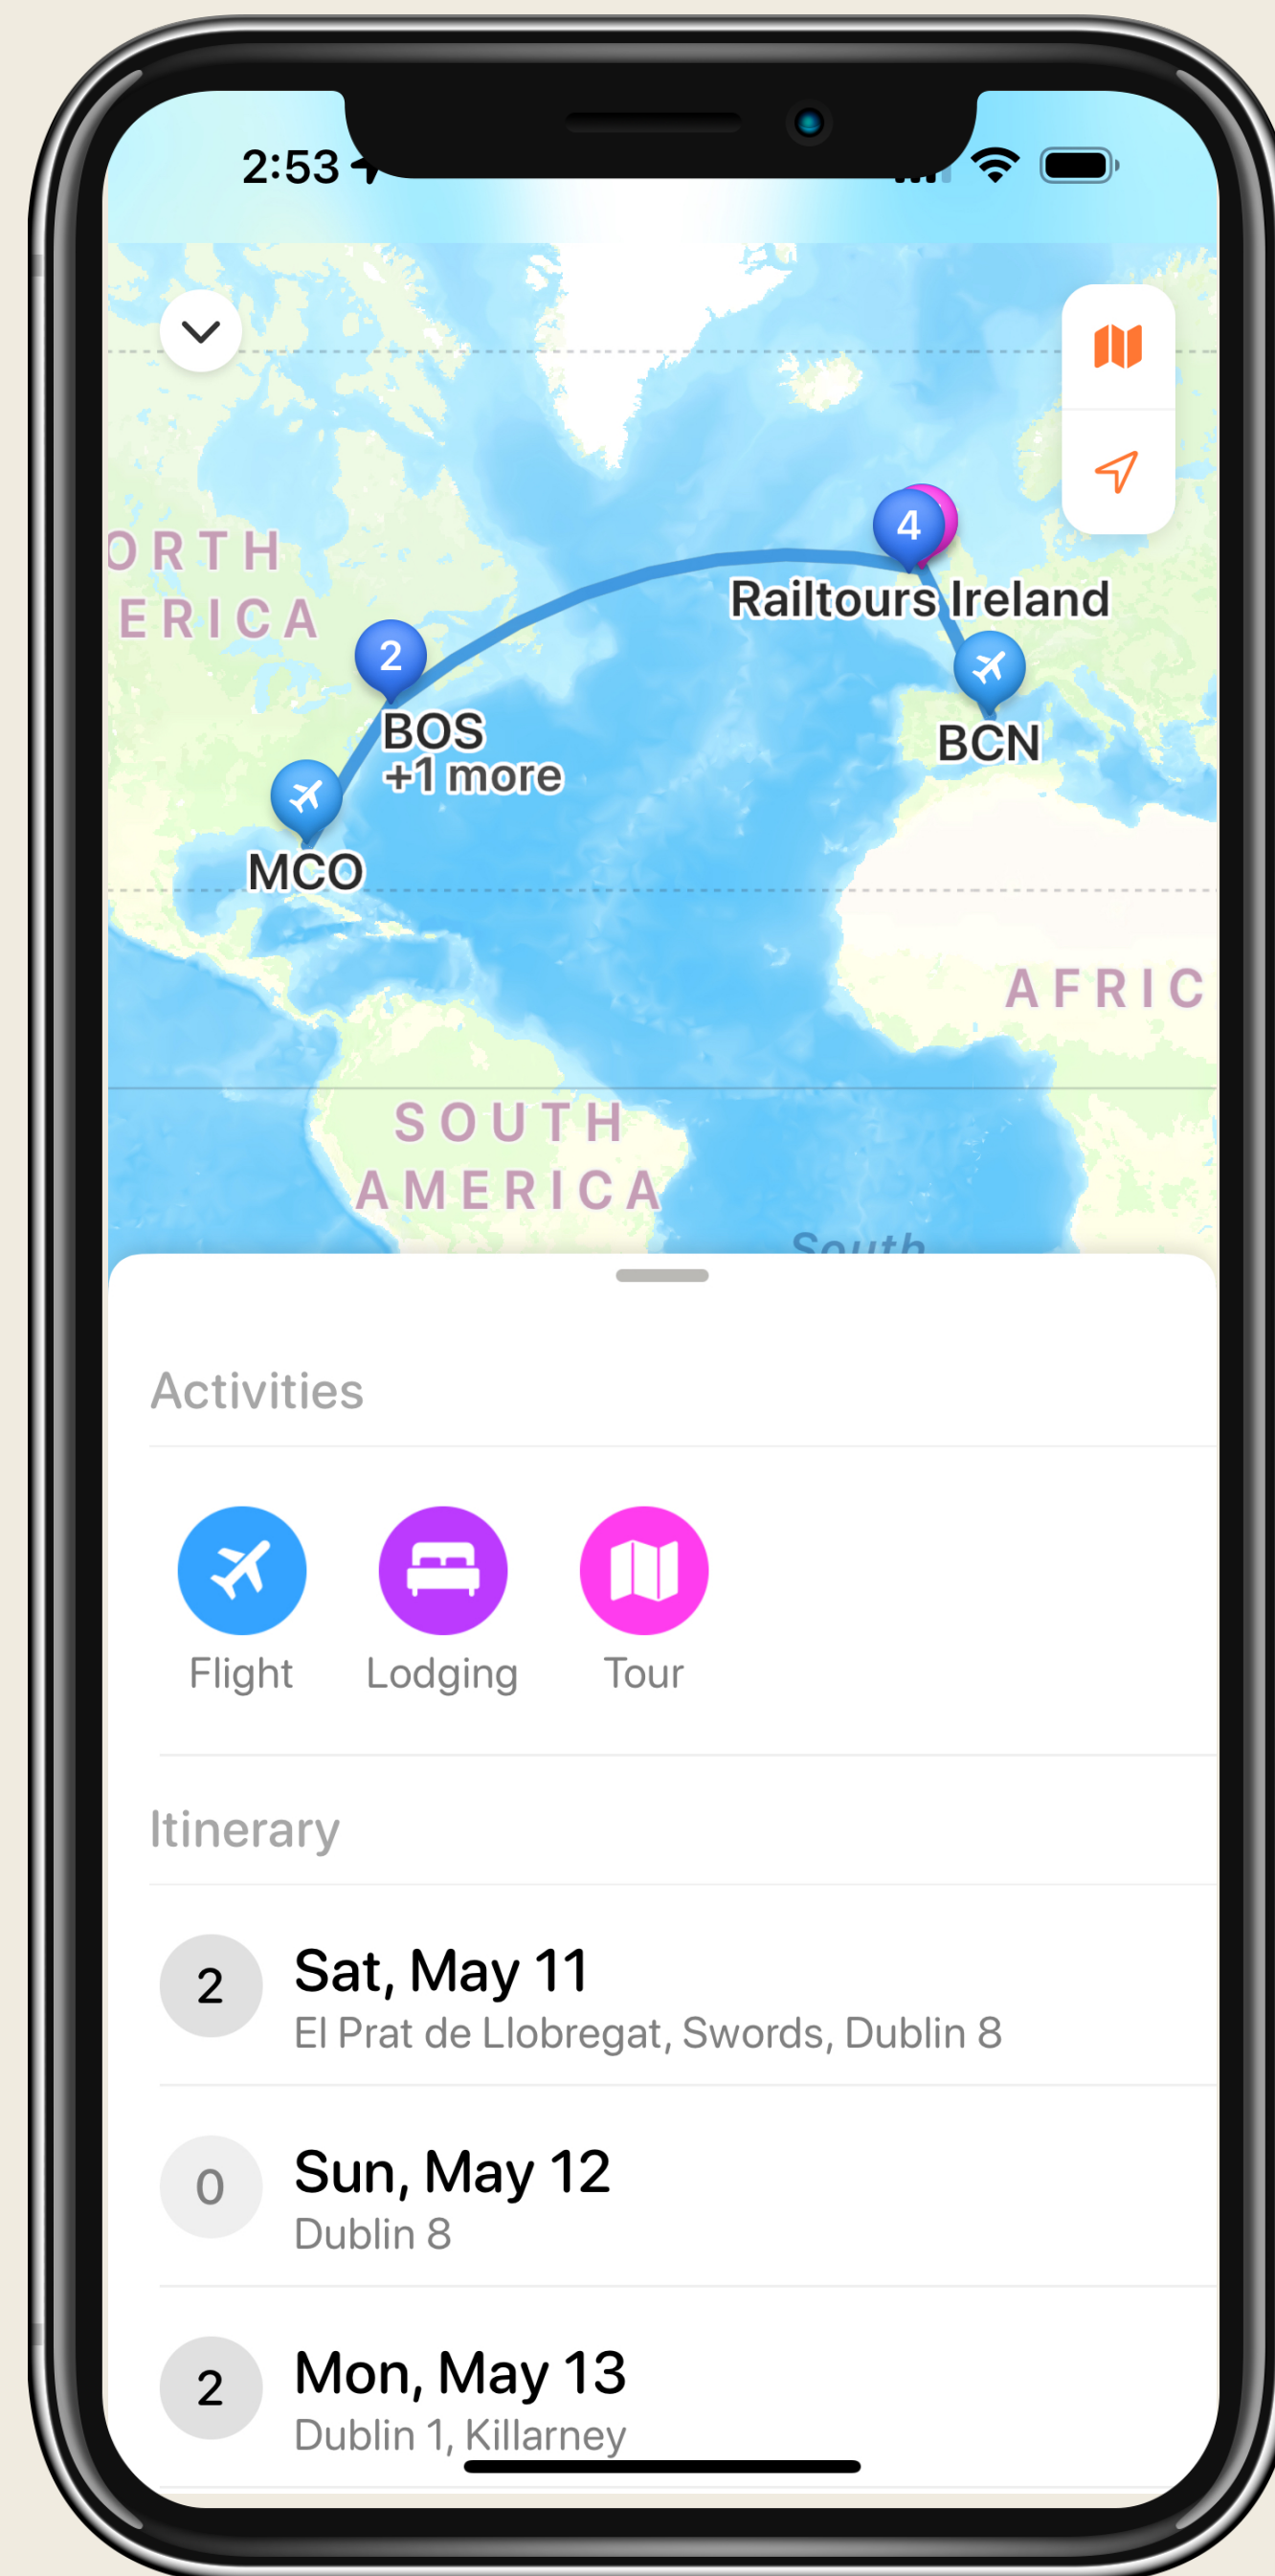 2:53
ORTH
ERICA
4
Railtours Ireland
2
BOS
+1 more
BCN
MCO
AFRIC
SOUTH
AMERICA
South
Activities
Flight
Lodging
Tour
Itinerary
2
Sat, May 11
El Prat de Llobregat, Swords, Dublin 8
0
Sun, May 12
Dublin 8
2
Mon, May 13
Dublin 1, Killarney